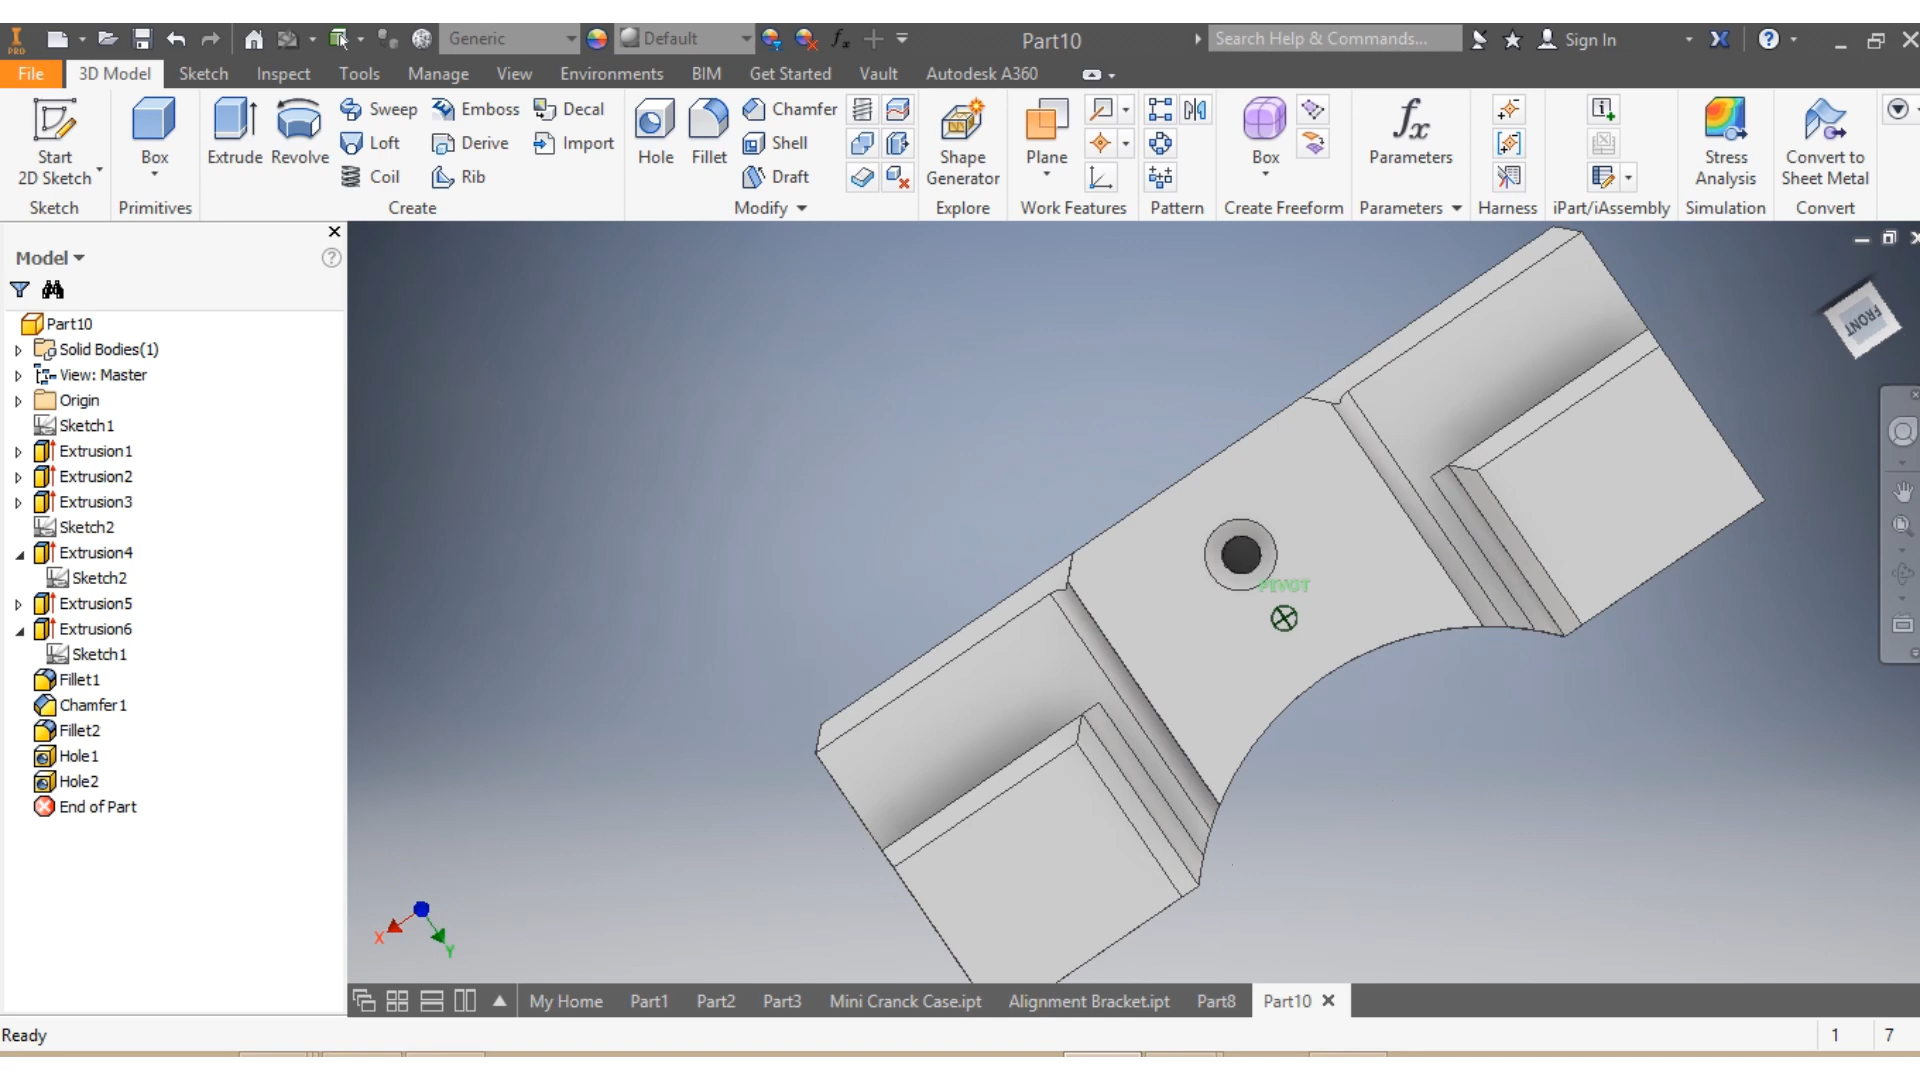 PRO
Generic
Default
Part10
Search Help & Commands...
Sign In
File
3D Model
Sketch
Inspect
Tools
Manage
View
Environments
BIM
Get Started
Vault
Autodesk A360
Start
2D Sketch
Box
Extrude
Revolve
Sweep
Loft
Coil
Emboss
Derive
Rib
Decal
Import
Hole
Fillet
Chamfer
Shell
Draft
Shape
Generator
Plane
Box
fx
Parameters
Stress
Analysis
Convert to
Sheet Metal
Sketch
Primitives
Create
Modify
Explore
Work Features
Pattern
Create Freeform
Parameters
Harness
iPart/iAssembly
Simulation
Convert
Model
Part10
Solid Bodies(1)
View: Master
Origin
Sketch1
Extrusion1
Extrusion2
Extrusion3
Sketch2
Extrusion4
Sketch2
Extrusion5
Extrusion6
Sketch1
Fillet1
Chamfer1
Fillet2
Hole1
Hole2
End of Part
FRONT
PIVOT
X
Y
My Home
Part1
Part2
Part3
Mini Cranck Case.ipt
Alignment Bracket.ipt
Part8
Part10
Ready
1
7